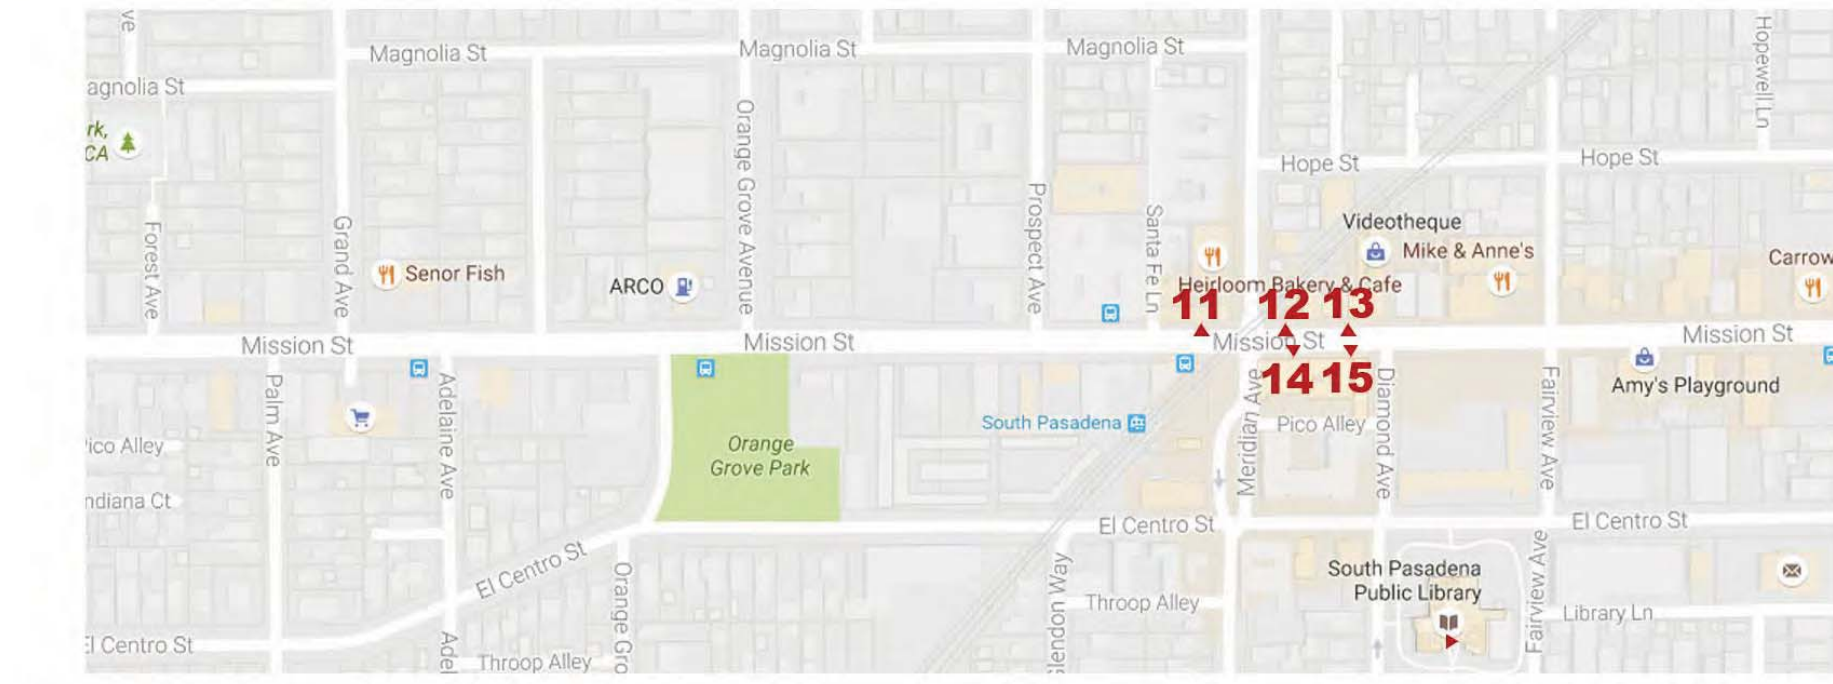 ve
Magnolia St
Magnolia St
Magnolia St
Hopewell Ln
agnolia St
rk,
CA
Orange Grove Avenue
Hope St
Hope St
Forest Ave
Grand Ave
Prospect Ave
Santa Fe Ln
Videotheque
Mike & Anne's
Senor Fish
ARCO
Carrow
Heirloom Bakery & Cafe
11 12 13
Mission St
Mission St
Mission St
Mission St
14 15
Palm Ave
Adelaine Ave
Meridian Ave
Diamond Ave
Fairview Ave
Amy's Playground
South Pasadena
Pico Alley
ico Alley
Orange
Grove Park
ndiana Ct
El Centro St
El Centro St
El Centro St
El Centro St
Orange Gro
Adel
Throop Alley
Throop Alley
Glendon Way
South Pasadena
Public Library
Fairview Ave
Library Ln